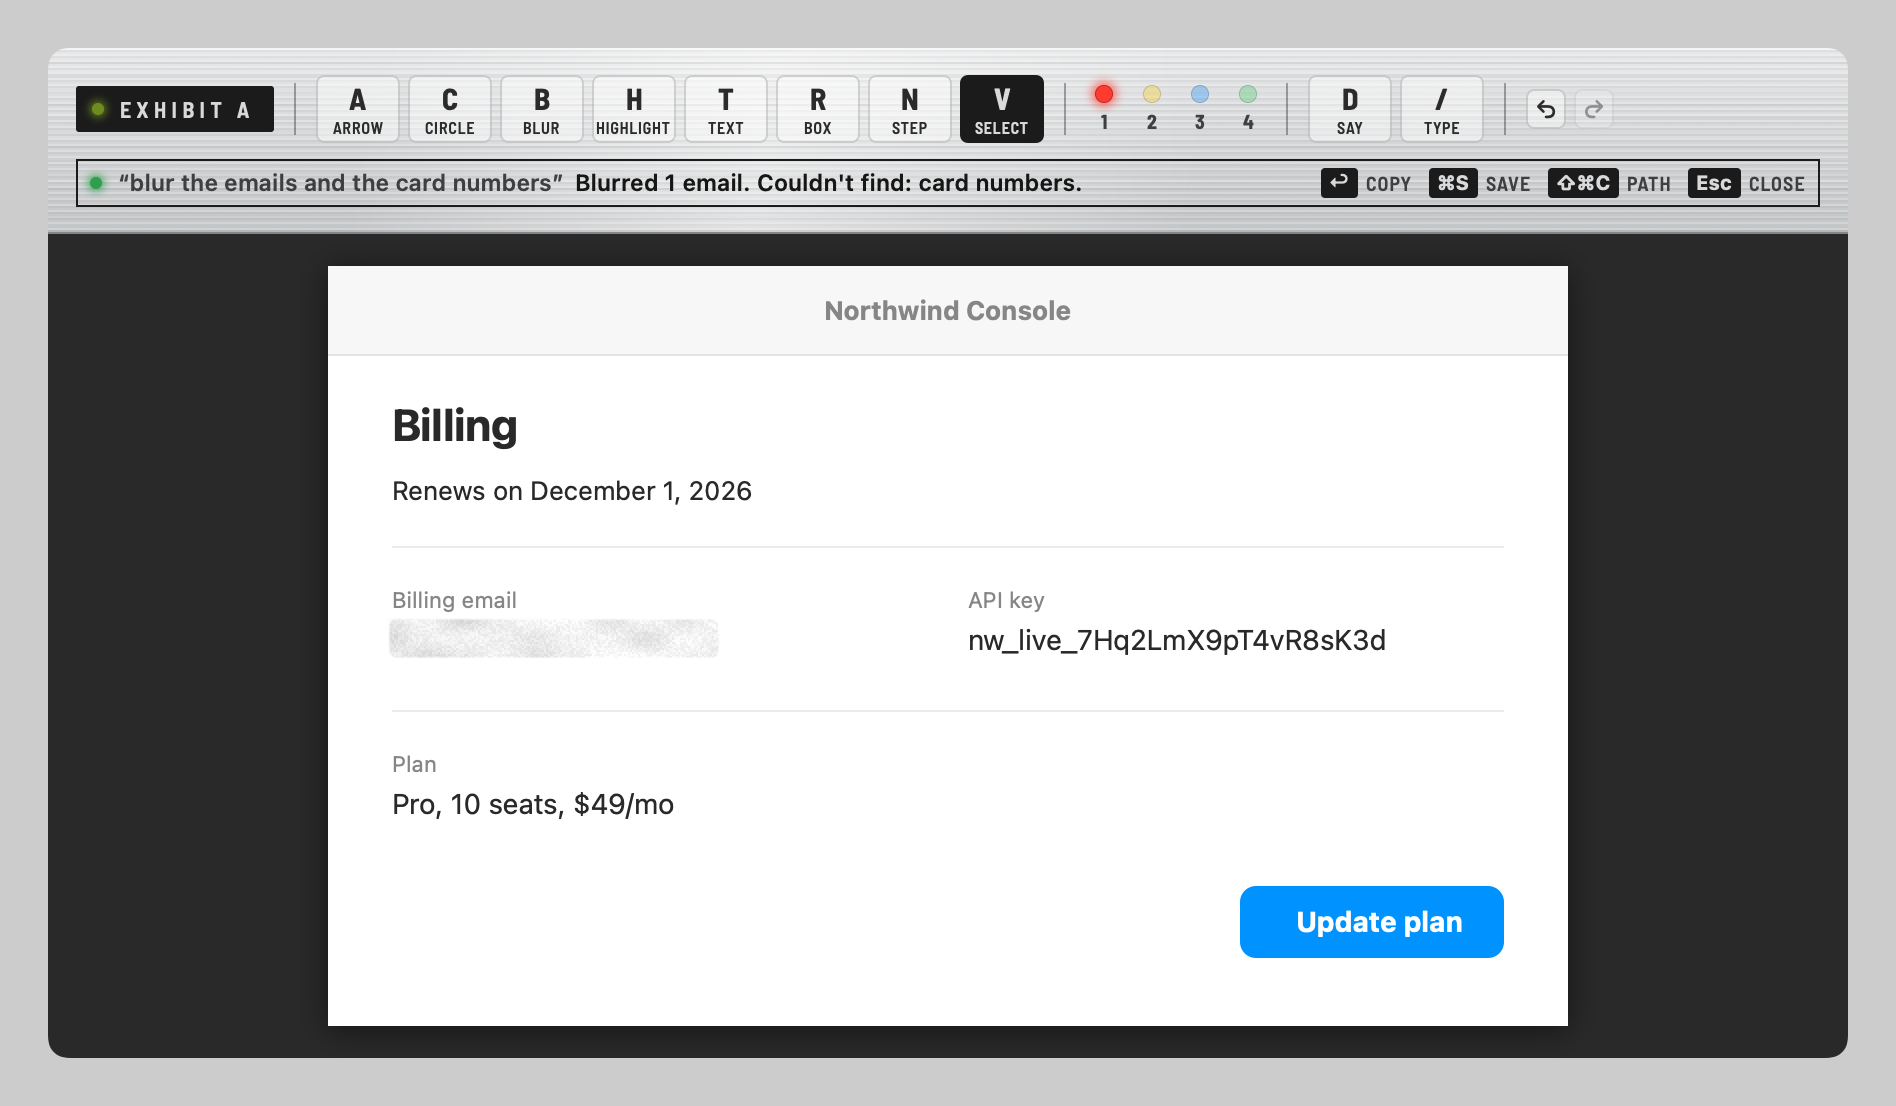 EXHIBIT A
A
ARROW
C
CIRCLE
B
BLUR
H
HIGHLIGHT
T
TEXT
R
BOX
N
STEP
V
SELECT
1
2
3
4
D
SAY
/
TYPE
“blur the emails and the card numbers” Blurred 1 email. Couldn't find: card numbers.
↩ COPY ⌘S SAVE ⇧⌘C PATH Esc CLOSE
Northwind Console
Billing
Renews on December 1, 2026
Billing email
API key
nw_live_7Hq2LmX9pT4vR8sK3d
Plan
Pro, 10 seats, $49/mo
Update plan